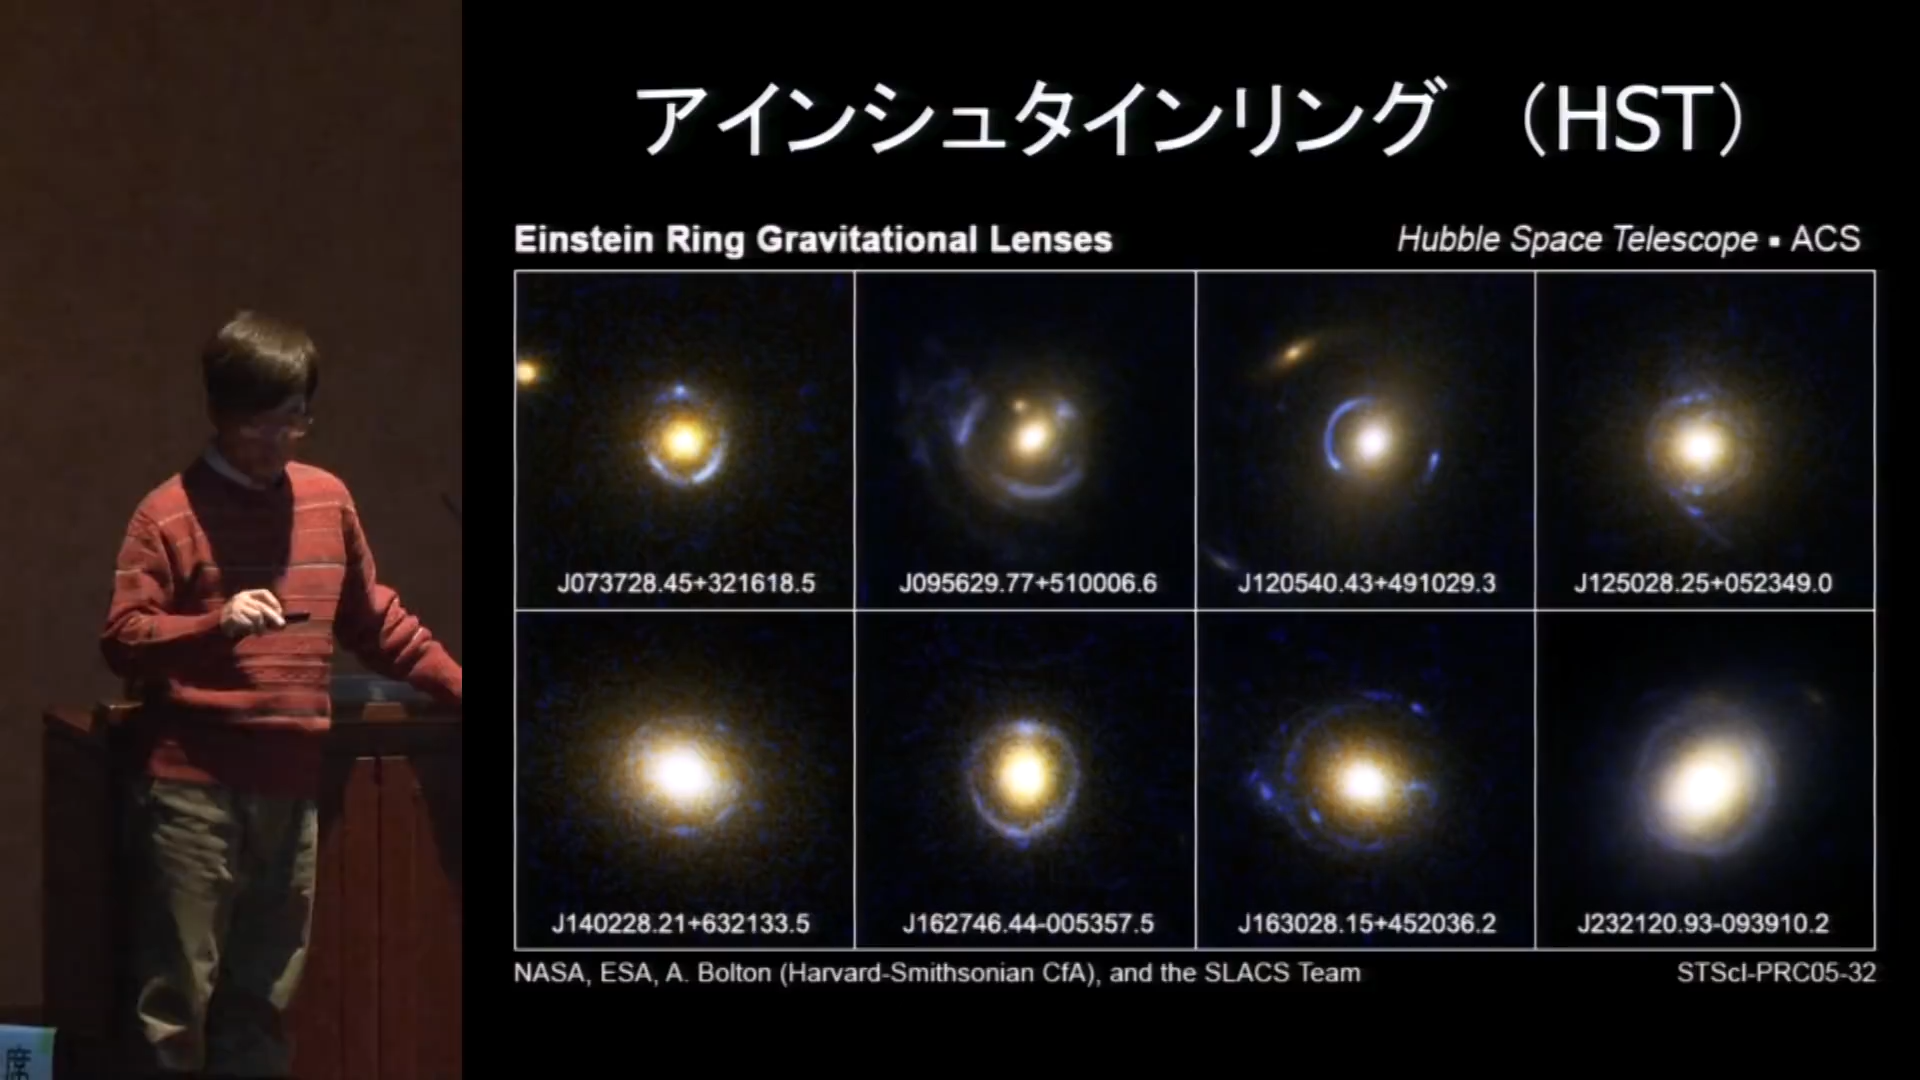 アインシュタインリング （HST）
Einstein Ring Gravitational Lenses
Hubble Space Telescope ▪ ACS
J073728.45+321618.5
J095629.77+510006.6
J120540.43+491029.3
J125028.25+052349.0
J140228.21+632133.5
J162746.44-005357.5
J163028.15+452036.2
J232120.93-093910.2
NASA, ESA, A. Bolton (Harvard-Smithsonian CfA), and the SLACS Team
STScI-PRC05-32